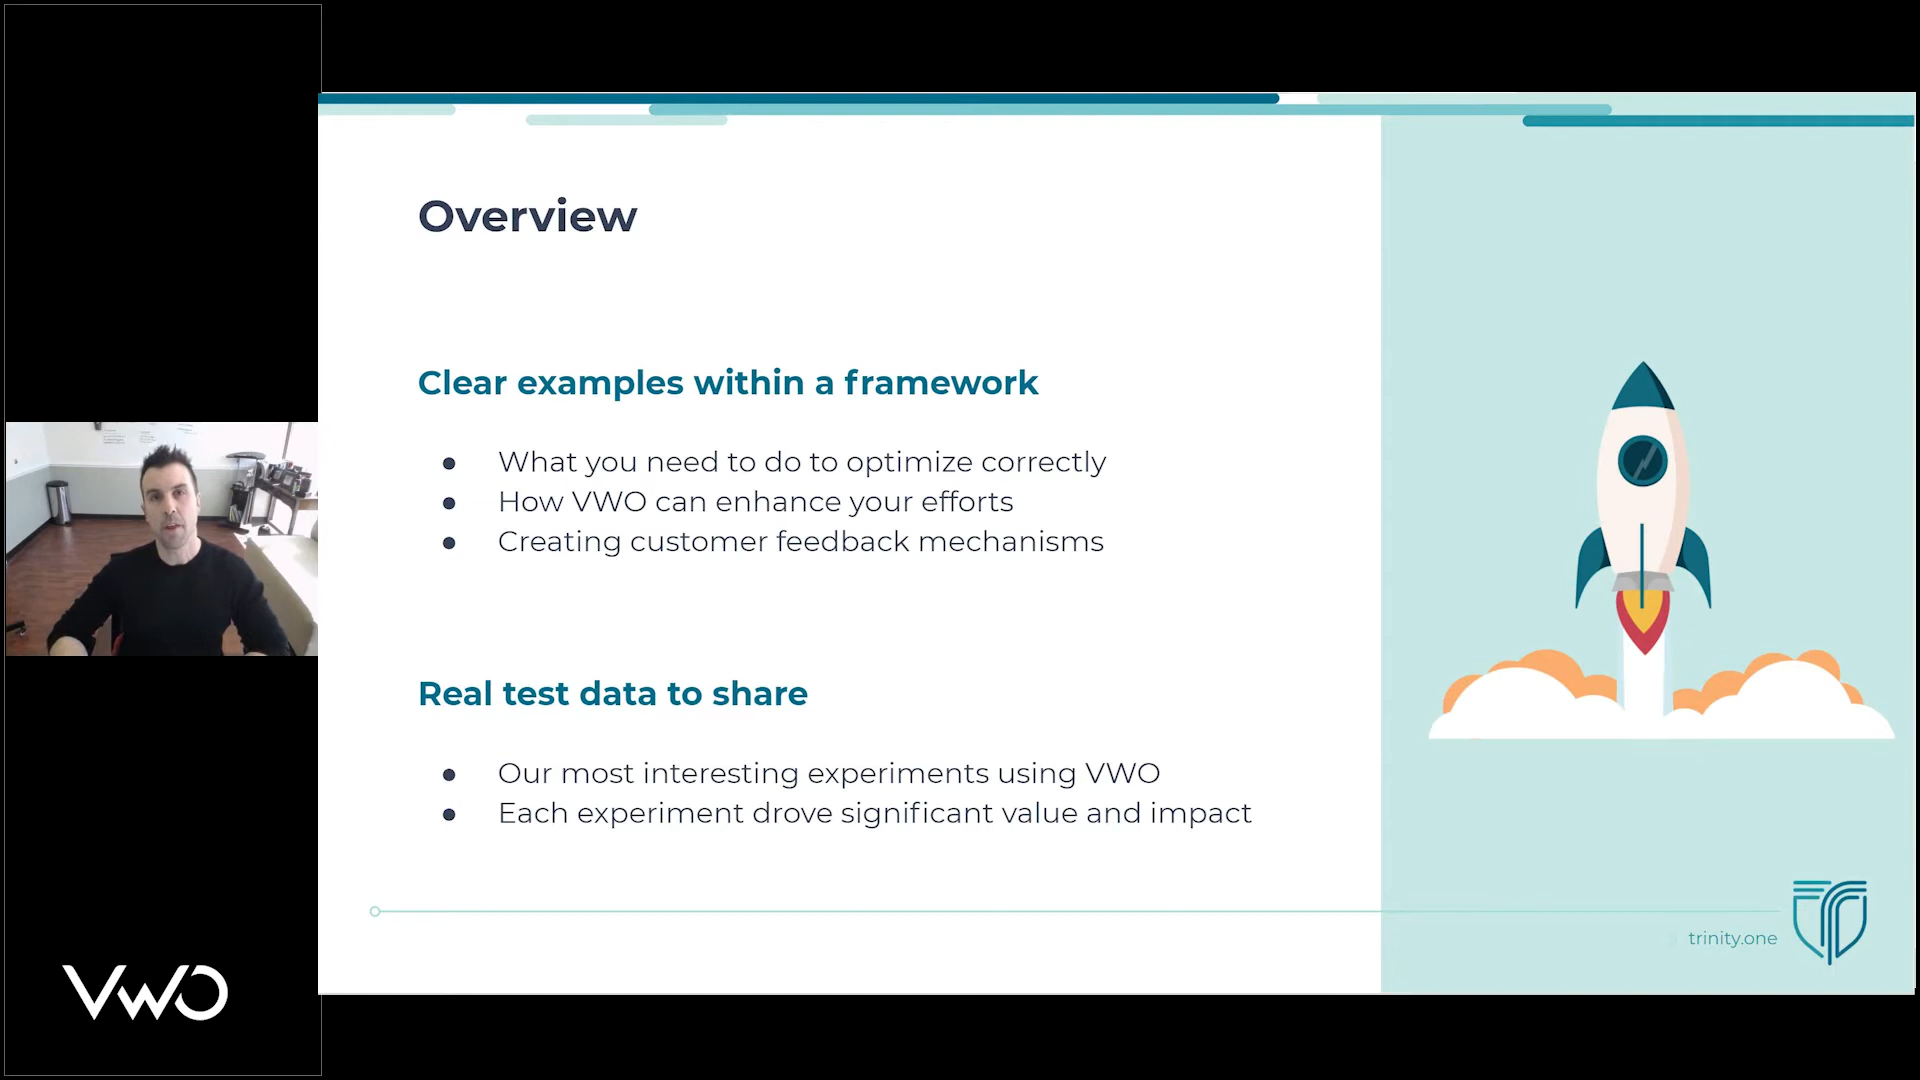 Overview
Clear examples within a framework
● What you need to do to optimize correctly
● How VWO can enhance your efforts
● Creating customer feedback mechanisms
Real test data to share
● Our most interesting experiments using VWO
● Each experiment drove significant value and impact
trinity.one
VWO